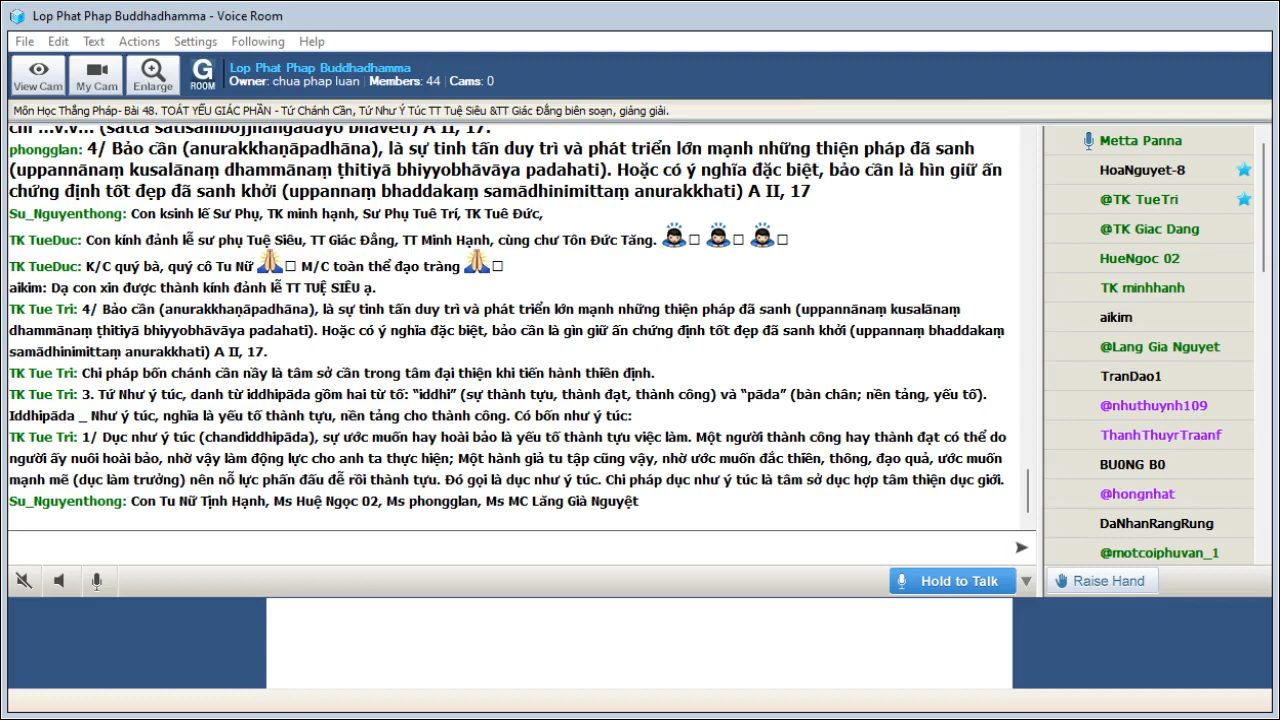 Lop Phat Phap Buddhadhamma - Voice Room
File Edit Text Actions Settings Following Help
View Cam My Cam Enlarge G ROOM
Lop Phat Phap Buddhadhamma
Owner: chua phap luan | Members: 44 | Cams: 0
Môn Học Thắng Pháp- Bài 48. TOÁT YẾU GIÁC PHẦN - Tứ Chánh Cần, Tứ Như Ý Túc TT Tuệ Siêu &TT Giác Đẳng biên soạn, giảng giải.
chi ...v.v... (satta satisambojjhaṅgādayo bhāveti) A II, 17.
phongglan: 4/ Bảo cần (anurakkhaṇāpadhāna), là sự tinh tấn duy trì và phát triển lớn mạnh những thiện pháp đã sanh
(uppannānaṃ kusalānaṃ dhammānaṃ ṭhitiyā bhiyyobhāvāya padahati). Hoặc có ý nghĩa đặc biệt, bảo cần là hìn giữ ấn
chứng định tốt đẹp đã sanh khởi (uppannaṃ bhaddakaṃ samādhinimittaṃ anurakkhati) A II, 17
Su_Nguyenthong: Con ksinh lế Sư Phụ, TK minh hạnh, Sư Phụ Tuê Trí, TK Tuê Đức,
TK TueDuc: Con kính đảnh lễ sư phụ Tuệ Siêu, TT Giác Đẳng, TT Minh Hạnh, cùng chư Tôn Đức Tăng.
TK TueDuc: K/C quý bà, quý cô Tu Nữ M/C toàn thể đạo tràng
aikim: Dạ con xin được thành kính đảnh lễ TT TUỆ SIÊU ạ.
TK Tue Tri: 4/ Bảo cần (anurakkhaṇāpadhāna), là sự tinh tấn duy trì và phát triển lớn mạnh những thiện pháp đã sanh (uppannānaṃ kusalānaṃ
dhammānaṃ ṭhitiyā bhiyyobhāvāya padahati). Hoặc có ý nghĩa đặc biệt, bảo cần là gìn giữ ấn chứng định tốt đẹp đã sanh khởi (uppannaṃ bhaddakaṃ
samādhinimittaṃ anurakkhati) A II, 17.
TK Tue Tri: Chi pháp bốn chánh cần nầy là tâm sở cần trong tâm đại thiện khi tiến hành thiền định.
TK Tue Tri: 3. Tứ Như ý túc, danh từ iddhipāda gồm hai từ tố: “iddhi” (sự thành tựu, thành đạt, thành công) và “pāda” (bàn chân; nền tảng, yếu tố).
Iddhipāda _ Như ý túc, nghĩa là yếu tố thành tựu, nền tảng cho thành công. Có bốn như ý túc:
TK Tue Tri: 1/ Dục như ý túc (chandiddhipāda), sự ước muốn hay hoài bảo là yếu tố thành tựu việc làm. Một người thành công hay thành đạt có thể do
người ấy nuôi hoài bảo, nhờ vậy làm động lực cho anh ta thực hiện; Một hành giả tu tập cũng vậy, nhờ ước muốn đắc thiền, thông, đạo quả, ước muốn
mạnh mẽ (dục làm trưởng) nên nỗ lực phấn đấu để rồi thành tựu. Đó gọi là dục như ý túc. Chi pháp dục như ý túc là tâm sở dục hợp tâm thiện dục giới.
Su_Nguyenthong: Con Tu Nữ Tịnh Hạnh, Ms Huệ Ngọc 02, Ms phongglan, Ms MC Lăng Già Nguyệt
Hold to Talk
Metta Panna
HoaNguyet-8
@TK TueTri
@TK Giac Dang
HueNgoc 02
TK minhhanh
aikim
@Lang Gia Nguyet
TranDao1
@nhuthuynh109
ThanhThuyrTraanf
BU0NG B0
@hongnhat
DaNhanRangRung
@motcoiphuvan_1
Raise Hand